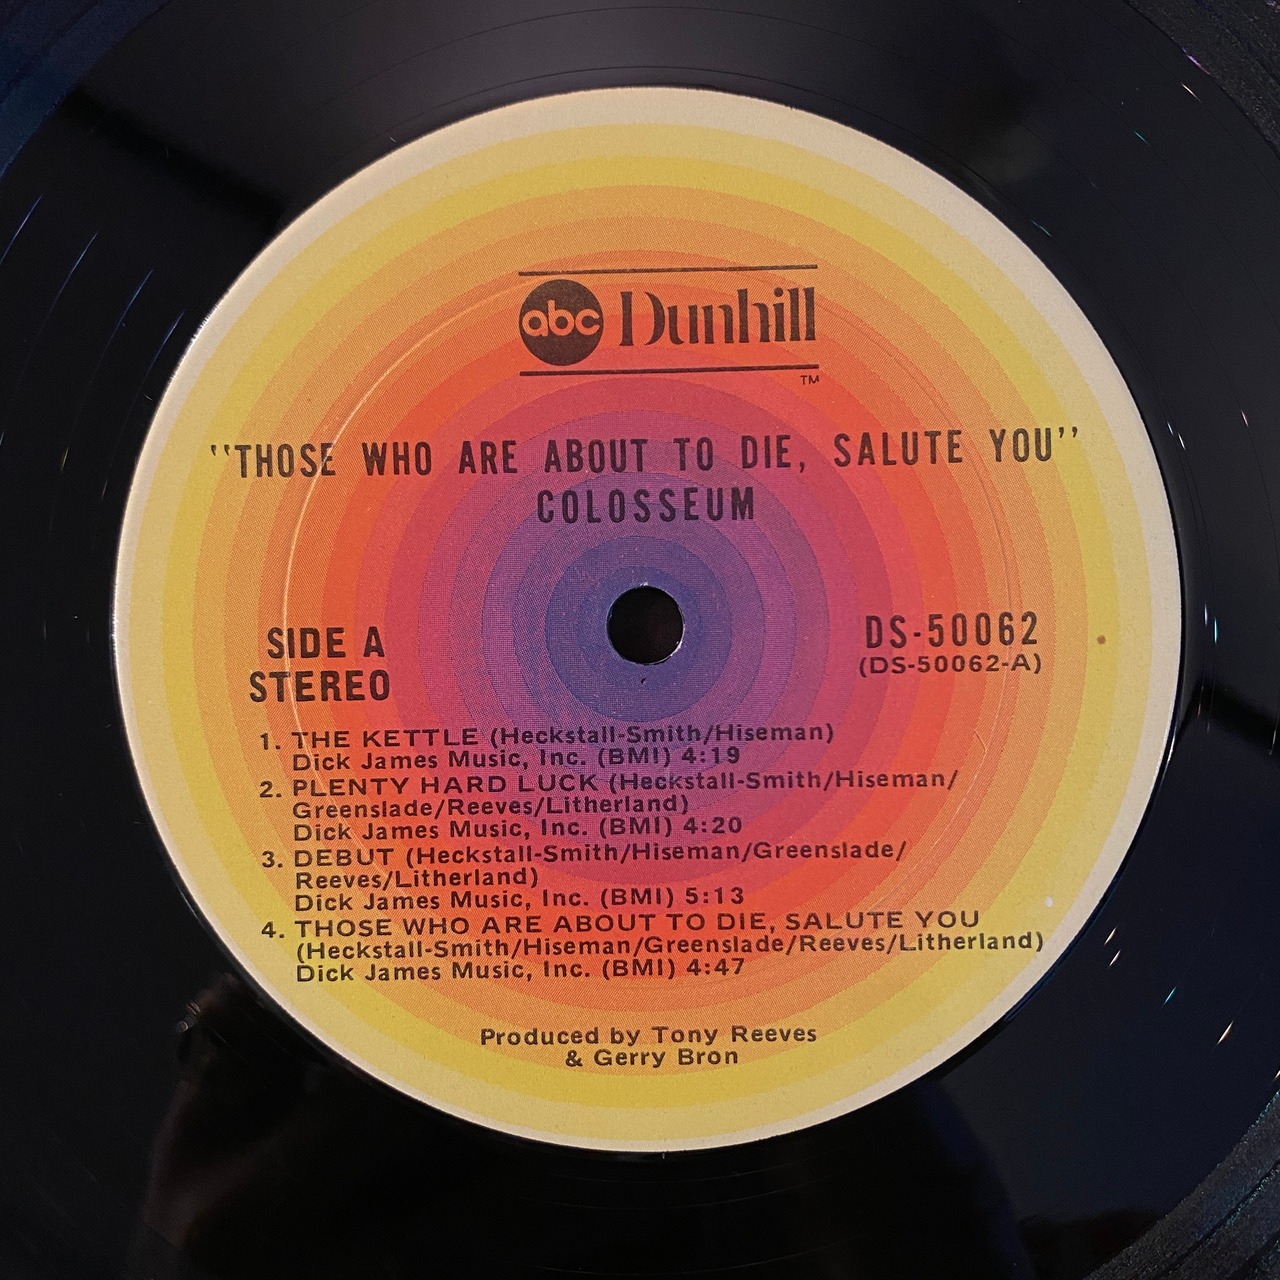 abc Dunhill
TM
"THOSE WHO ARE ABOUT TO DIE, SALUTE YOU"
COLOSSEUM
SIDE A
STEREO
DS-50062
(DS-50062-A)
1. THE KETTLE (Heckstall-Smith/Hiseman)
Dick James Music, Inc. (BMI) 4:19
2. PLENTY HARD LUCK (Heckstall-Smith/Hiseman/
Greenslade/Reeves/Litherland)
Dick James Music, Inc. (BMI) 4:20
3. DEBUT (Heckstall-Smith/Hiseman/Greenslade/
Reeves/Litherland)
Dick James Music, Inc. (BMI) 5:13
4. THOSE WHO ARE ABOUT TO DIE, SALUTE YOU
(Heckstall-Smith/Hiseman/Greenslade/Reeves/Litherland)
Dick James Music, Inc. (BMI) 4:47
Produced by Tony Reeves
& Gerry Bron